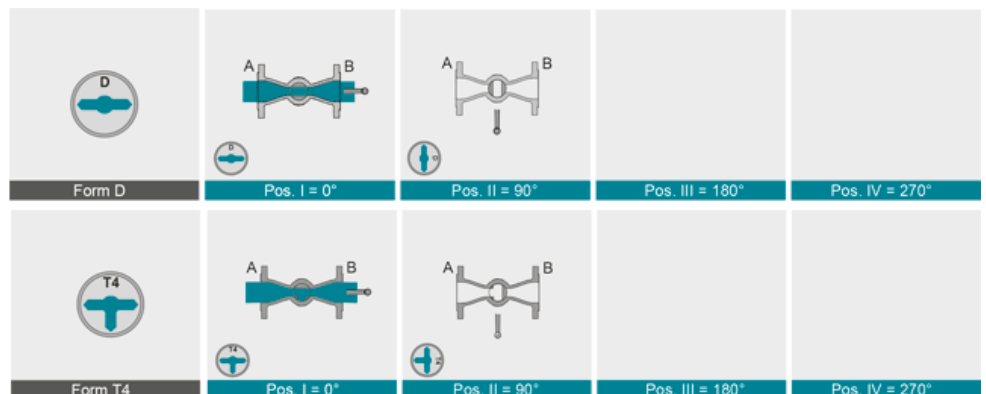 D
A B
D
A B
D
Form D Pos. I = 0° Pos. II = 90° Pos. III = 180° Pos. IV = 270°
T4
A B
T4
A B
T4
Form T4 Pos. I = 0° Pos. II = 90° Pos. III = 180° Pos. IV = 270°